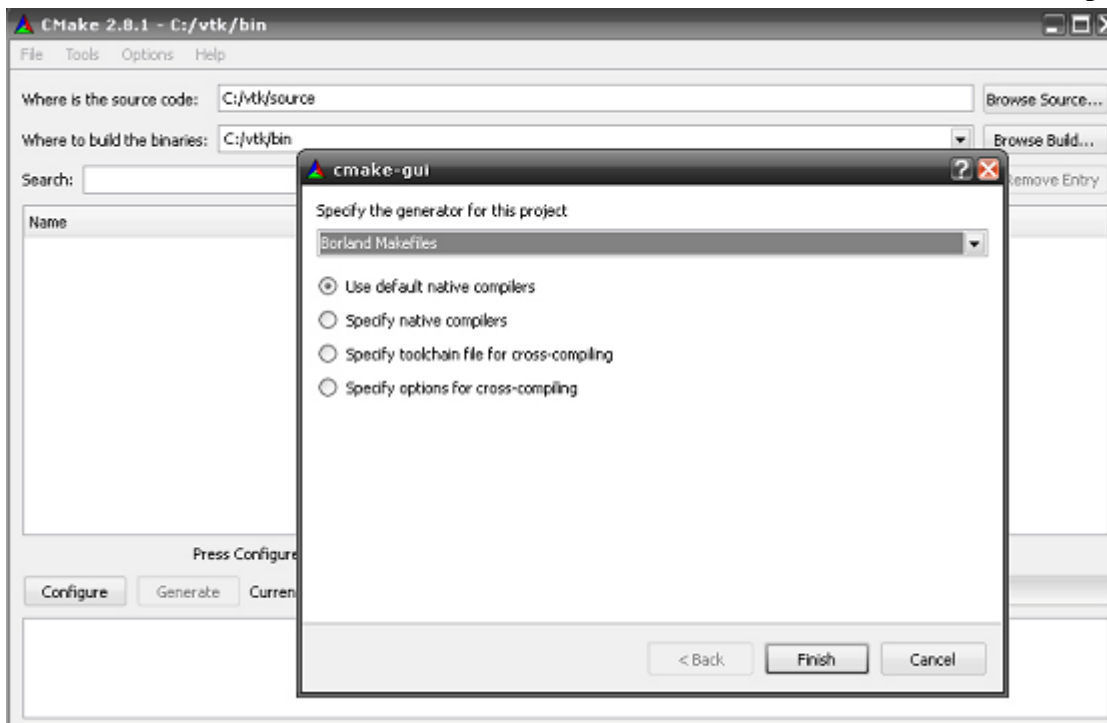 CMake 2.8.1 - C:/vtk/bin
File Tools Options Help
Where is the source code: C:/vtk/source Browse Source...
Where to build the binaries: C:/vtk/bin Browse Build...
cmake-gui
Search: Remove Entry
Specify the generator for this project
Name
Borland Makefiles
Use default native compilers
Specify native compilers
Specify toolchain file for cross-compiling
Specify options for cross-compiling
Press Configure
Configure Generate Curren
< Back Finish Cancel